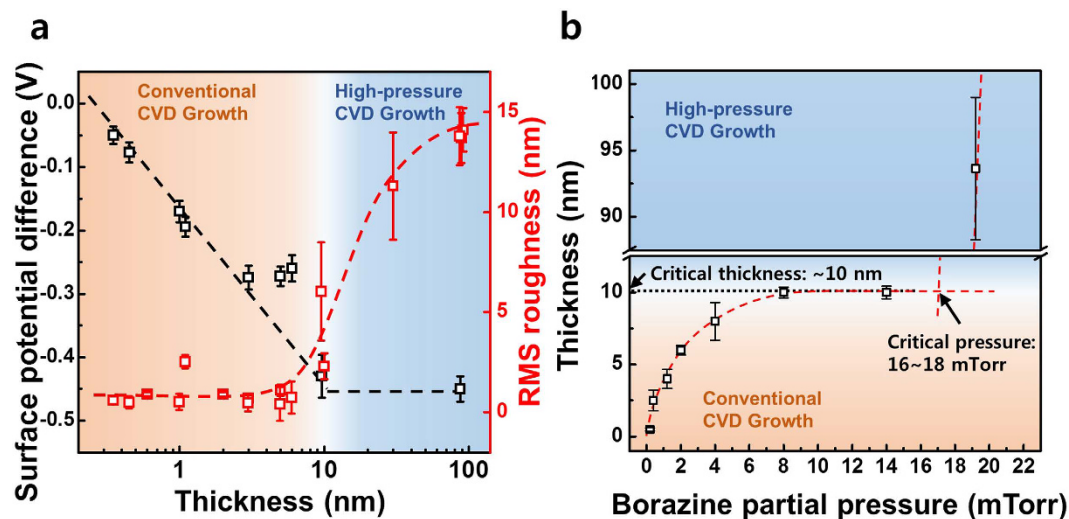 a
Conventional
CVD Growth
High-pressure
CVD Growth
Surface potential difference (V)
0.0
-0.1
-0.2
-0.3
-0.4
-0.5
RMS roughness (nm)
15
10
5
0
1
10
100
Thickness (nm)
b
High-pressure
CVD Growth
Thickness (nm)
100
95
90
10
5
0
Critical thickness: ~10 nm
Critical pressure:
16~18 mTorr
Conventional
CVD Growth
0 2 4 6 8 10 12 14 16 18 20 22
Borazine partial pressure (mTorr)